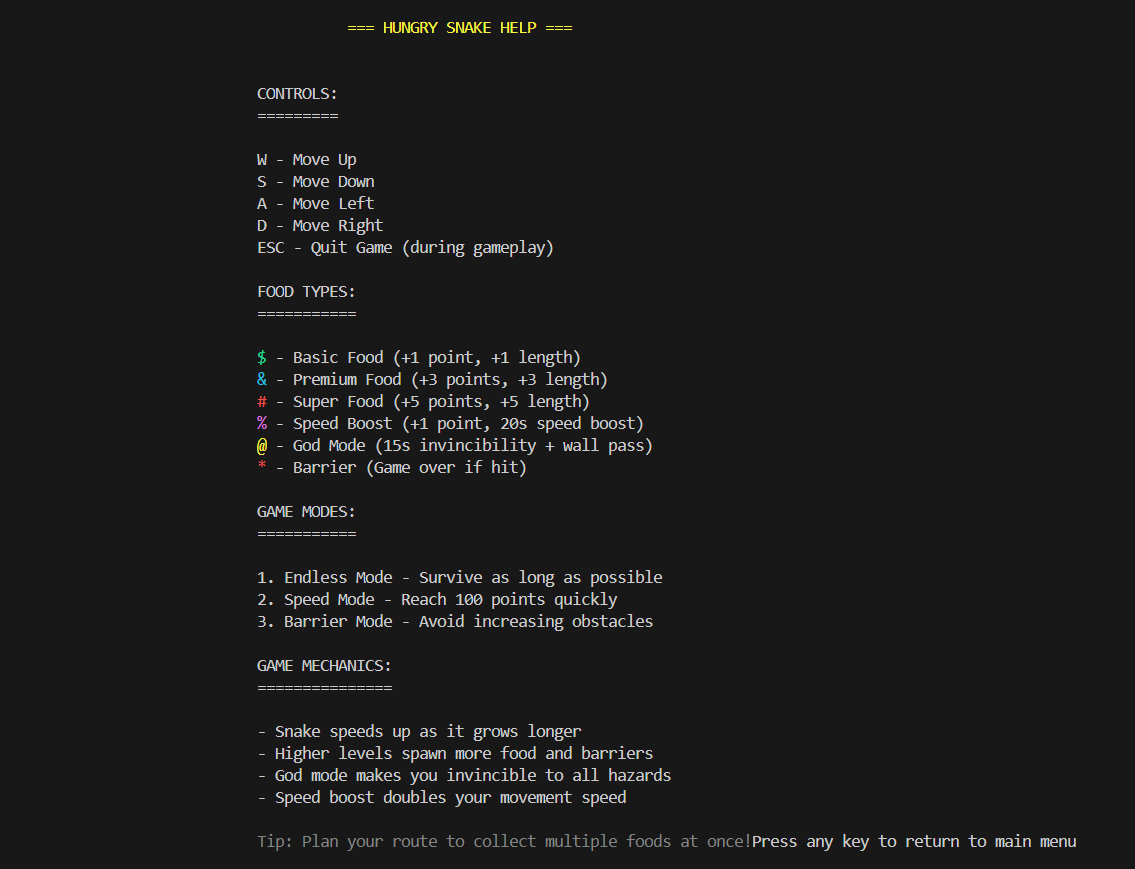 === HUNGRY SNAKE HELP ===
CONTROLS:
=========
W - Move Up
S - Move Down
A - Move Left
D - Move Right
ESC - Quit Game (during gameplay)
FOOD TYPES:
===========
$ - Basic Food (+1 point, +1 length)
& - Premium Food (+3 points, +3 length)
# - Super Food (+5 points, +5 length)
% - Speed Boost (+1 point, 20s speed boost)
@ - God Mode (15s invincibility + wall pass)
* - Barrier (Game over if hit)
GAME MODES:
===========
1. Endless Mode - Survive as long as possible
2. Speed Mode - Reach 100 points quickly
3. Barrier Mode - Avoid increasing obstacles
GAME MECHANICS:
===============
- Snake speeds up as it grows longer
- Higher levels spawn more food and barriers
- God mode makes you invincible to all hazards
- Speed boost doubles your movement speed
Tip: Plan your route to collect multiple foods at once!Press any key to return to main menu